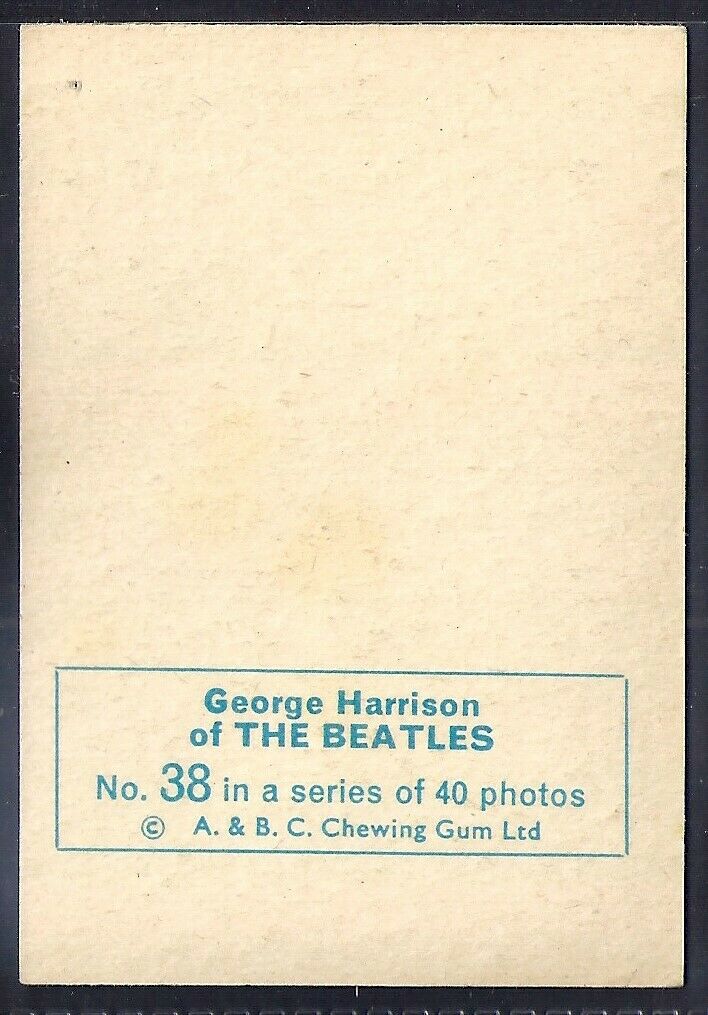 George Harrison
of THE BEATLES
No. 38 in a series of 40 photos
© A. & B. C. Chewing Gum Ltd